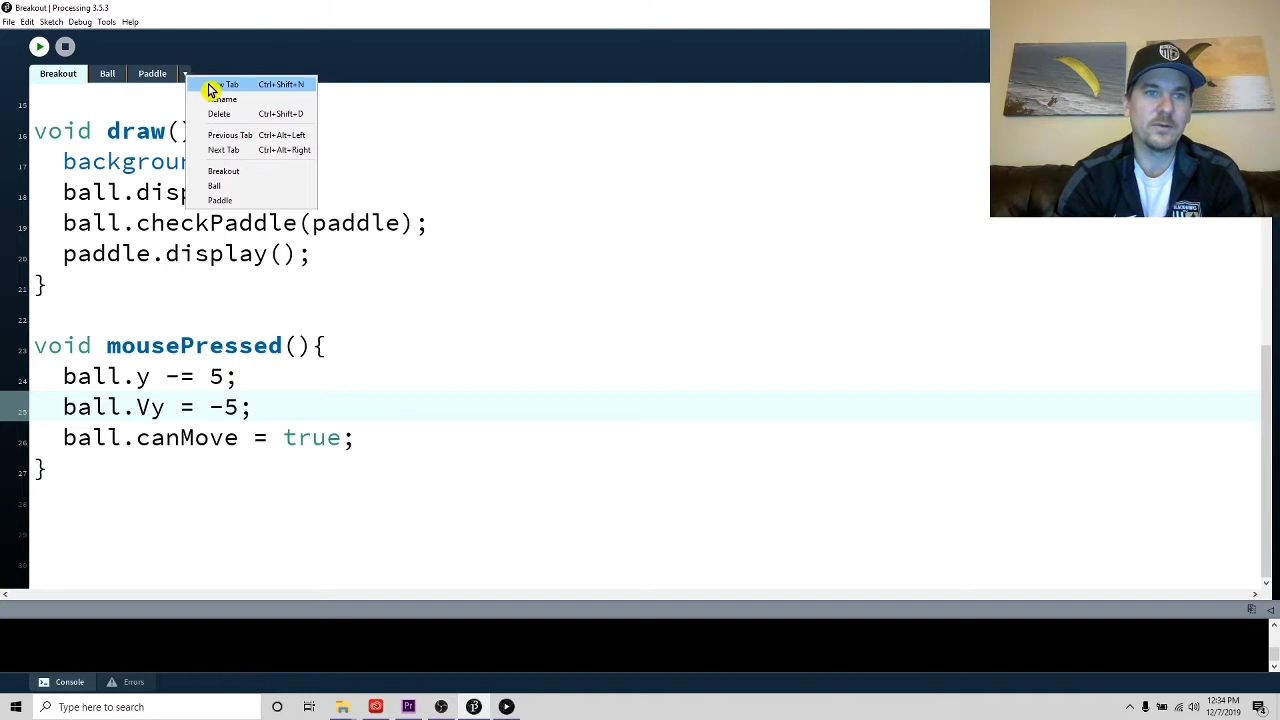 Breakout | Processing 3.5.3
File Edit Sketch Debug Tools Help
Breakout Ball Paddle
Tab Ctrl+Shift+N
Delete Ctrl+Shift+D
Previous Tab Ctrl+Alt+Left
Next Tab Ctrl+Alt+Right
Breakout
Ball
Paddle
15
16 void draw()
17 backgroun
18 ball.disp
19 ball.checkPaddle(paddle);
20 paddle.display();
21 }
22
23 void mousePressed(){
24 ball.y -= 5;
25 ball.Vy = -5;
26 ball.canMove = true;
27 }
28
29
30
Console Errors
Type here to search
Pr
12:34 PM
12/7/2019
4